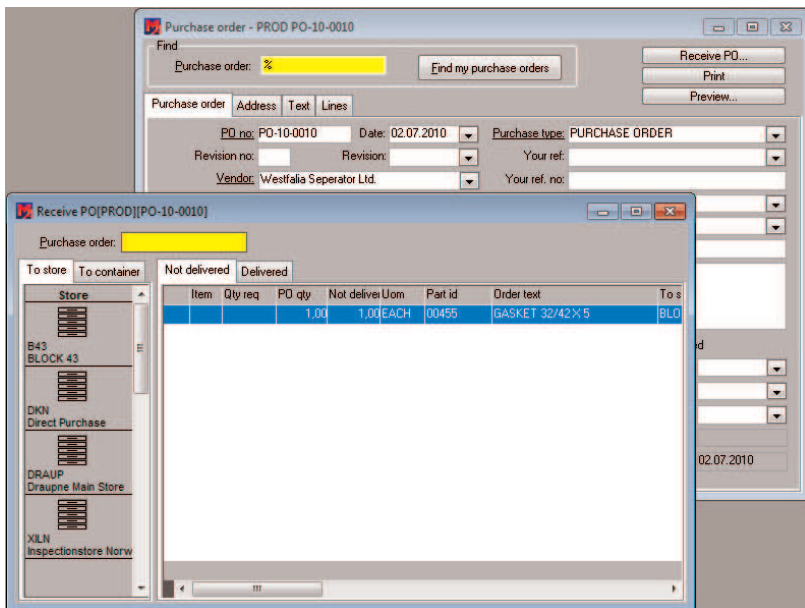 Purchase order - PROD PO-10-0010
Find
Purchase order: %
Find my purchase orders
Receive PO...
Print
Preview...
Purchase order Address Text Lines
PO no: PO-10-0010 Date: 02.07.2010 Purchase type: PURCHASE ORDER
Revision no: Revision: Your ref:
Vendor: Westfalia Seperator Ltd. Your ref. no:
02.07.2010
Receive PO[PROD][PO-10-0010]
Purchase order:
To store To container
Not delivered Delivered
Store
B43
BLOCK 43
DKN
Direct Purchase
DRAUP
Draupne Main Store
XILN
Inspectionstore Norw
Item Qty req PO qty Not delive Uom Part id Order text To s
1,00 1,00 EACH 00455 GASKET 32/42 X 5 BLO